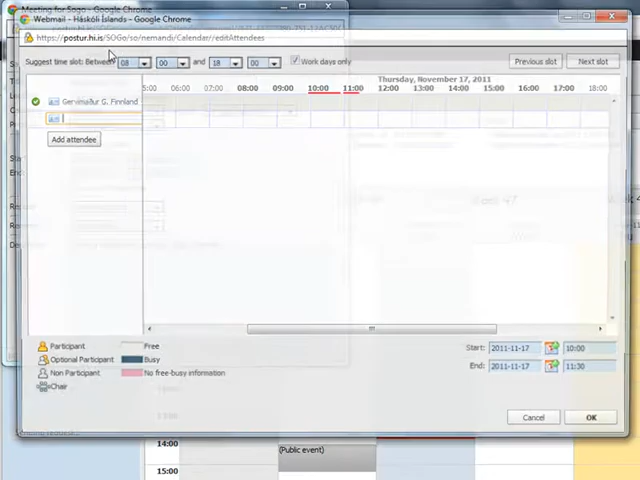 Meeting for Sogo - Google Chrome
Webmail - Háskóli Íslands - Google Chrome
https://postur.hi.is/SOGo/so/nemandi/Calendar//editAttendees
Suggest time slot: Between 08 00 and 18 00 Work days only Previous slot Next slot
Thursday, November 17, 2011
5:00 06:00 07:00 08:00 09:00 10:00 11:00 12:00 13:00 14:00 15:00 16:00 17:00 18:00
Gervimaður G. Finnland
Add attendee
Participant Free
Optional Participant Busy
Non Participant No free-busy information
Chair
Start: 2011-11-17 10:00
End: 2011-11-17 11:30
Cancel OK
14:00
(Public event)
15:00